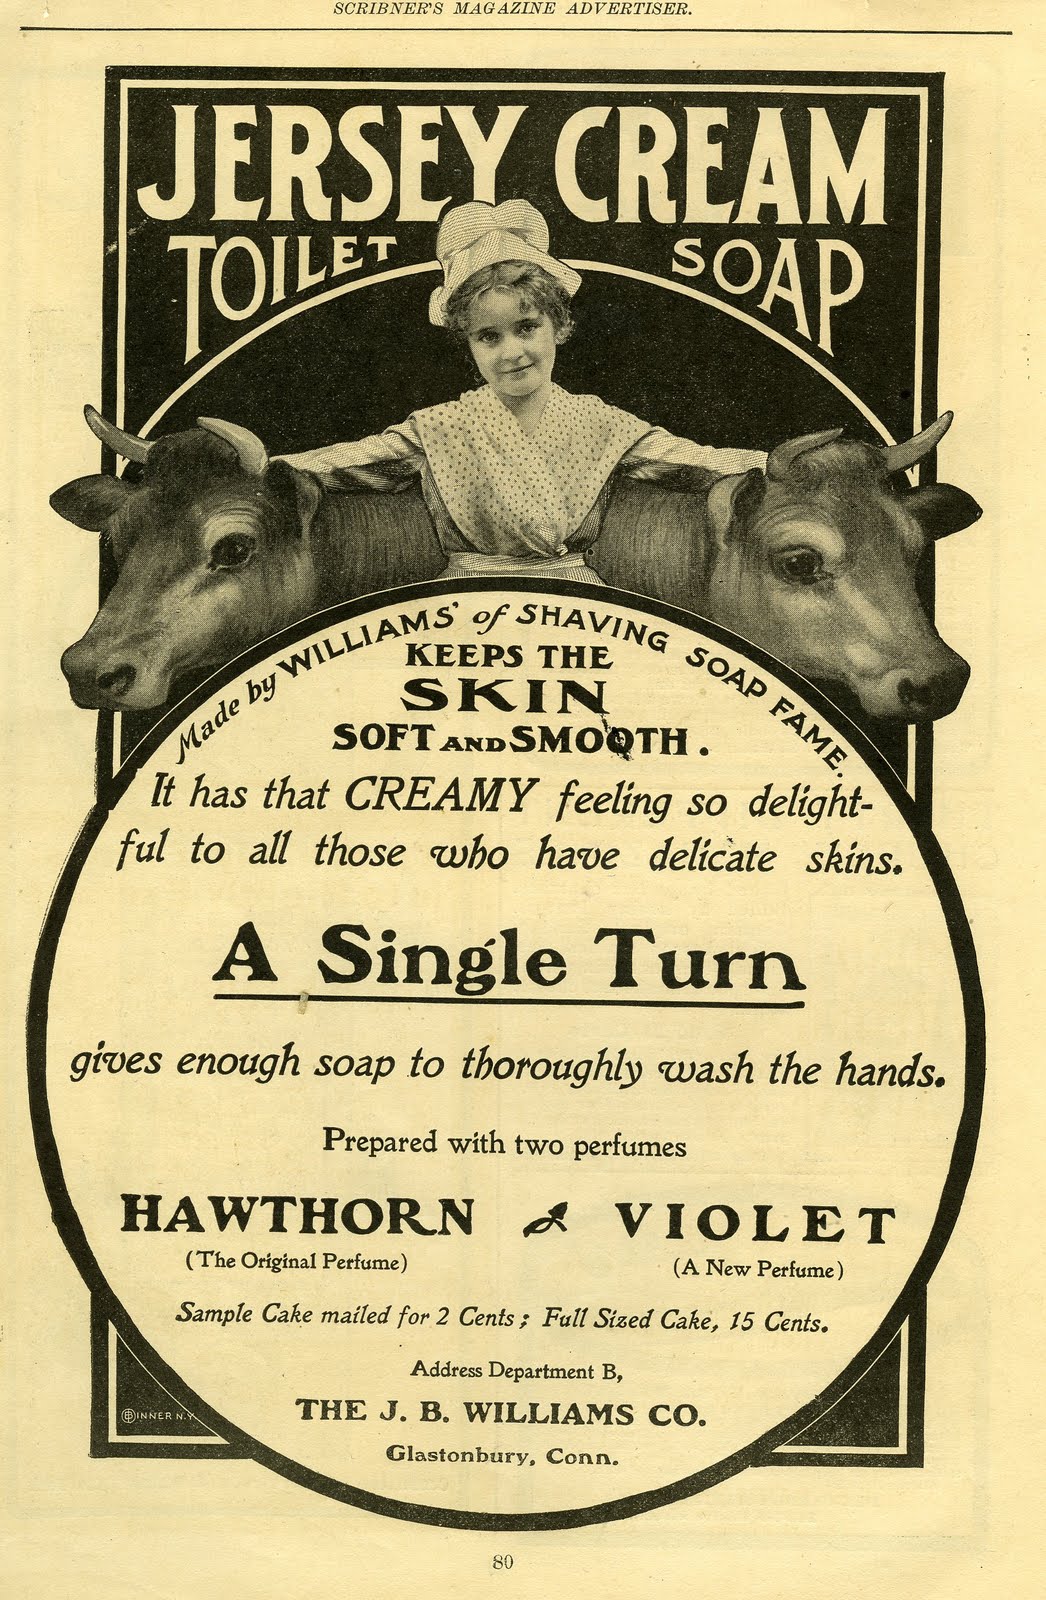 SCRIBNER'S MAGAZINE ADVERTISER.
JERSEY CREAM
TOILET SOAP
Made by WILLIAMS' of SHAVING SOAP FAME.
KEEPS THE
SKIN
SOFT AND SMOOTH.
It has that CREAMY feeling so delight-
ful to all those who have delicate skins.
A Single Turn
gives enough soap to thoroughly wash the hands.
Prepared with two perfumes
HAWTHORN & VIOLET
(The Original Perfume) (A New Perfume)
Sample Cake mailed for 2 Cents; Full Sized Cake, 15 Cents.
Address Department B,
THE J. B. WILLIAMS CO.
Glastonbury, Conn.
BINNER N.Y.
80